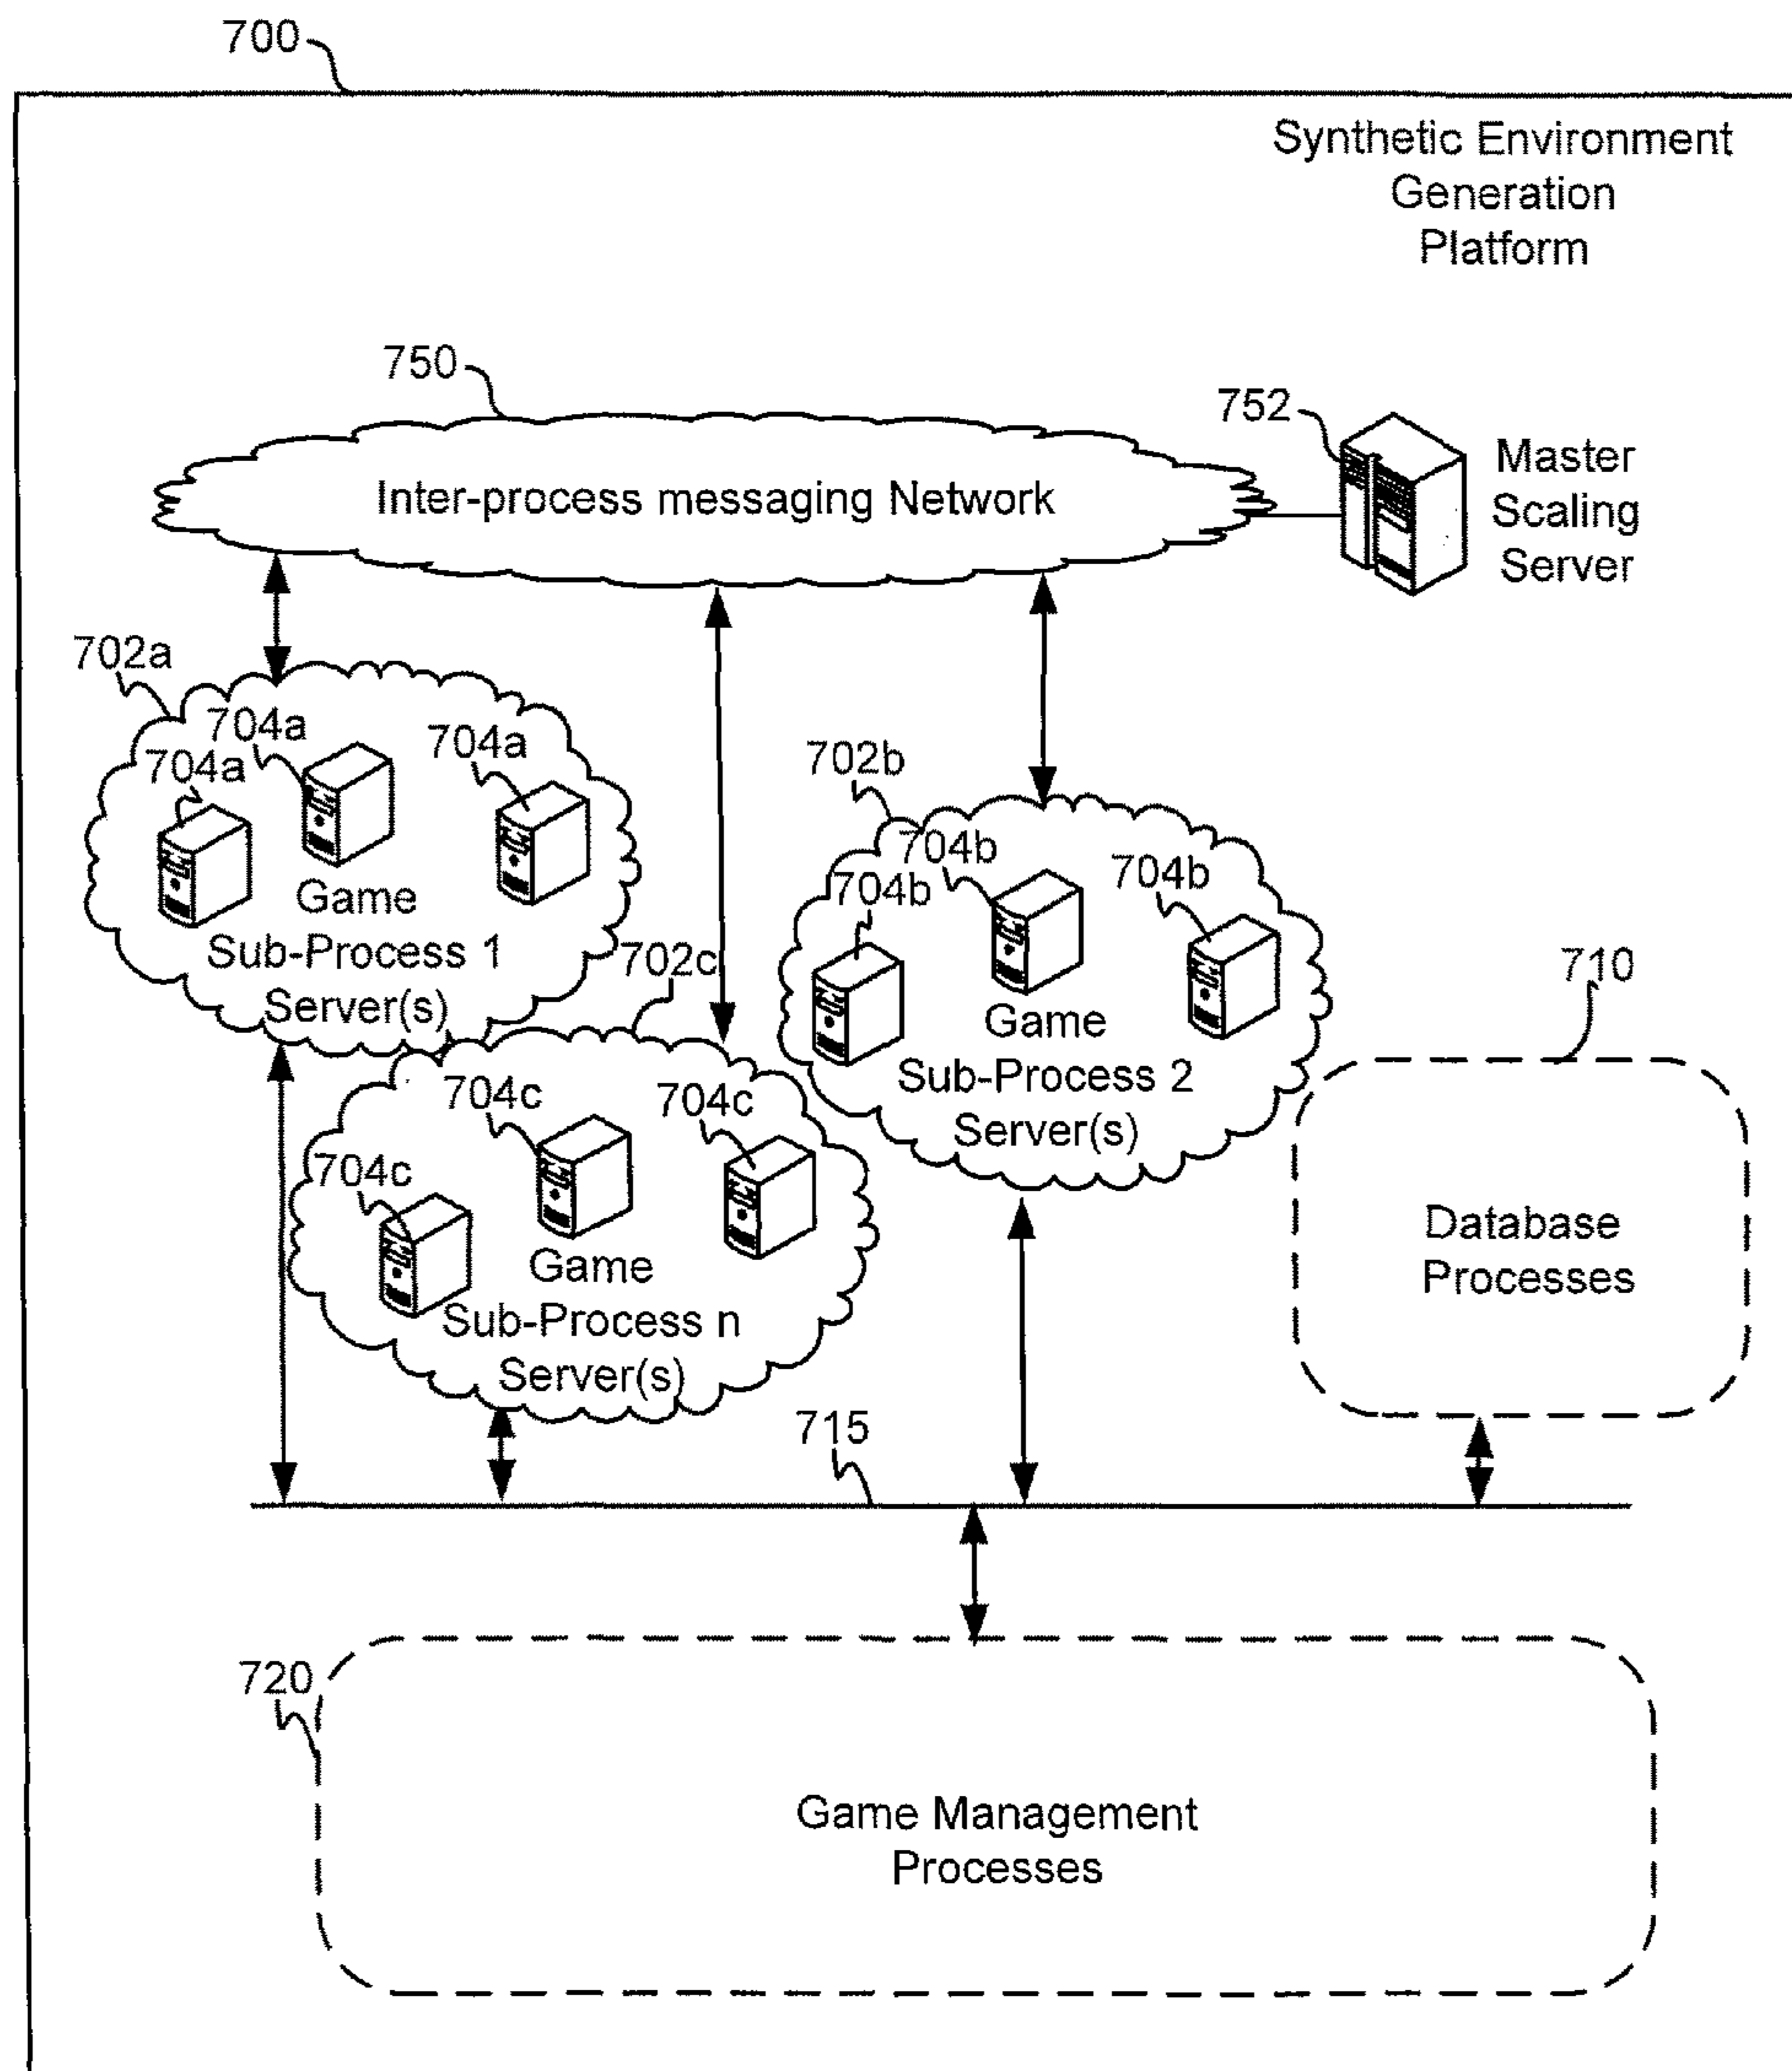 700
Synthetic Environment
Generation
Platform
750
752
Inter-process messaging Network
Master
Scaling
Server
702a
704a
704a
704a
702b
704b
704b
704b
Game
Sub-Process 1
Server(s)
702c
710
Game
Sub-Process 2
Server(s)
704c
704c
704c
Database
Processes
Game
Sub-Process n
Server(s)
715
720
Game Management
Processes